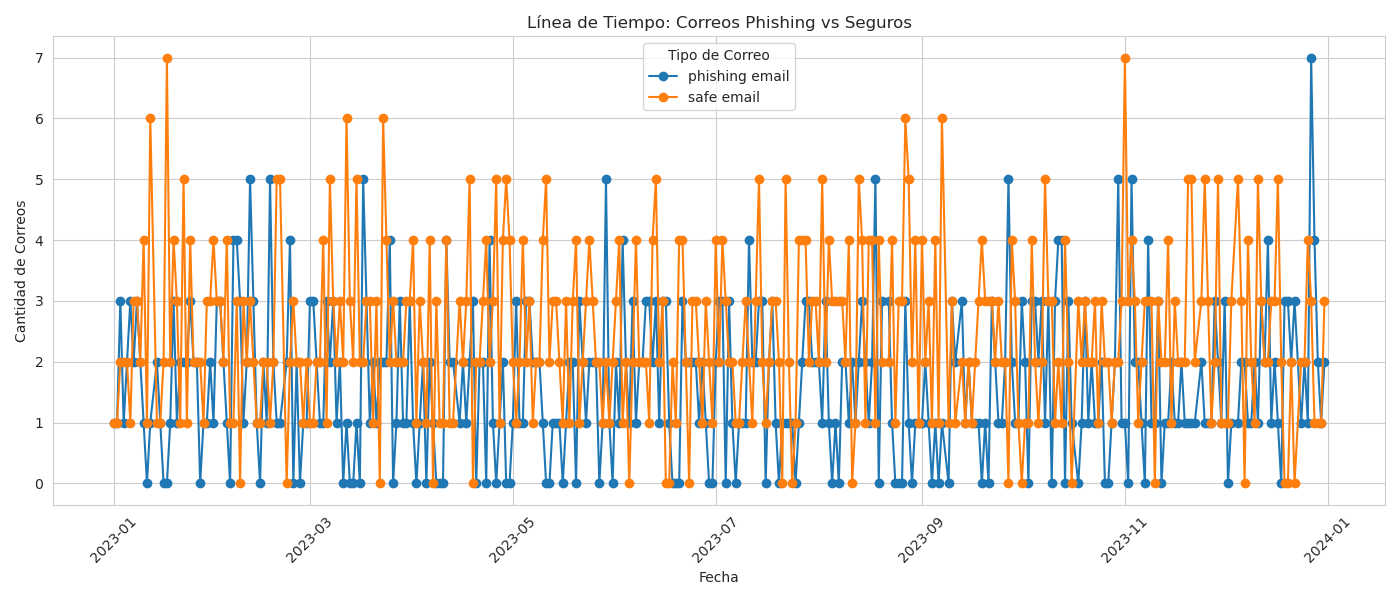 Línea de Tiempo: Correos Phishing vs Seguros
Tipo de Correo
phishing email
safe email
Cantidad de Correos
7
6
5
4
3
2
1
0
2023-01
2023-03
2023-05
2023-07
2023-09
2023-11
2024-01
Fecha